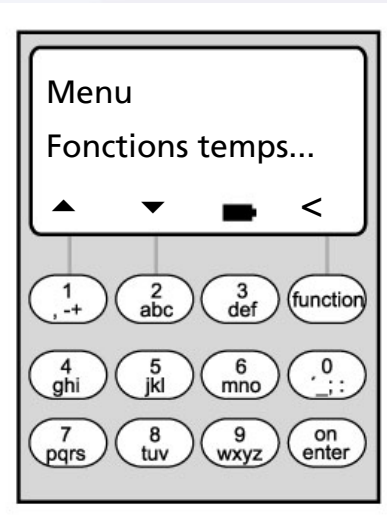 Menu
Fonctions temps...
<
1 2 3 function
, -+ abc def
4 5 6 0
ghi jkl mno ´_; :
7 8 9 on
pqrs tuv wxyz enter